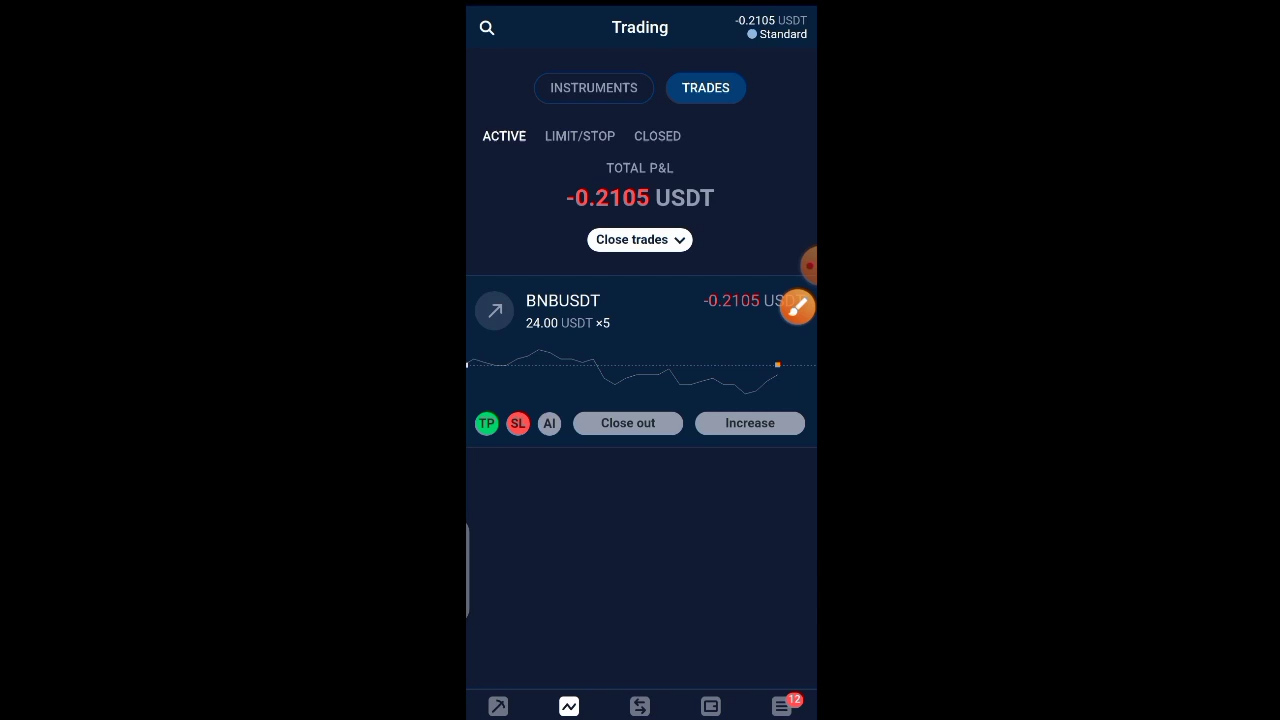 Trading
-0.2105 USDT
Standard
INSTRUMENTS
TRADES
ACTIVE
LIMIT/STOP
CLOSED
TOTAL P&L
-0.2105 USDT
Close trades
BNBUSDT
-0.2105 USDT
24.00 USDT ×5
TP
SL
AI
Close out
Increase
12